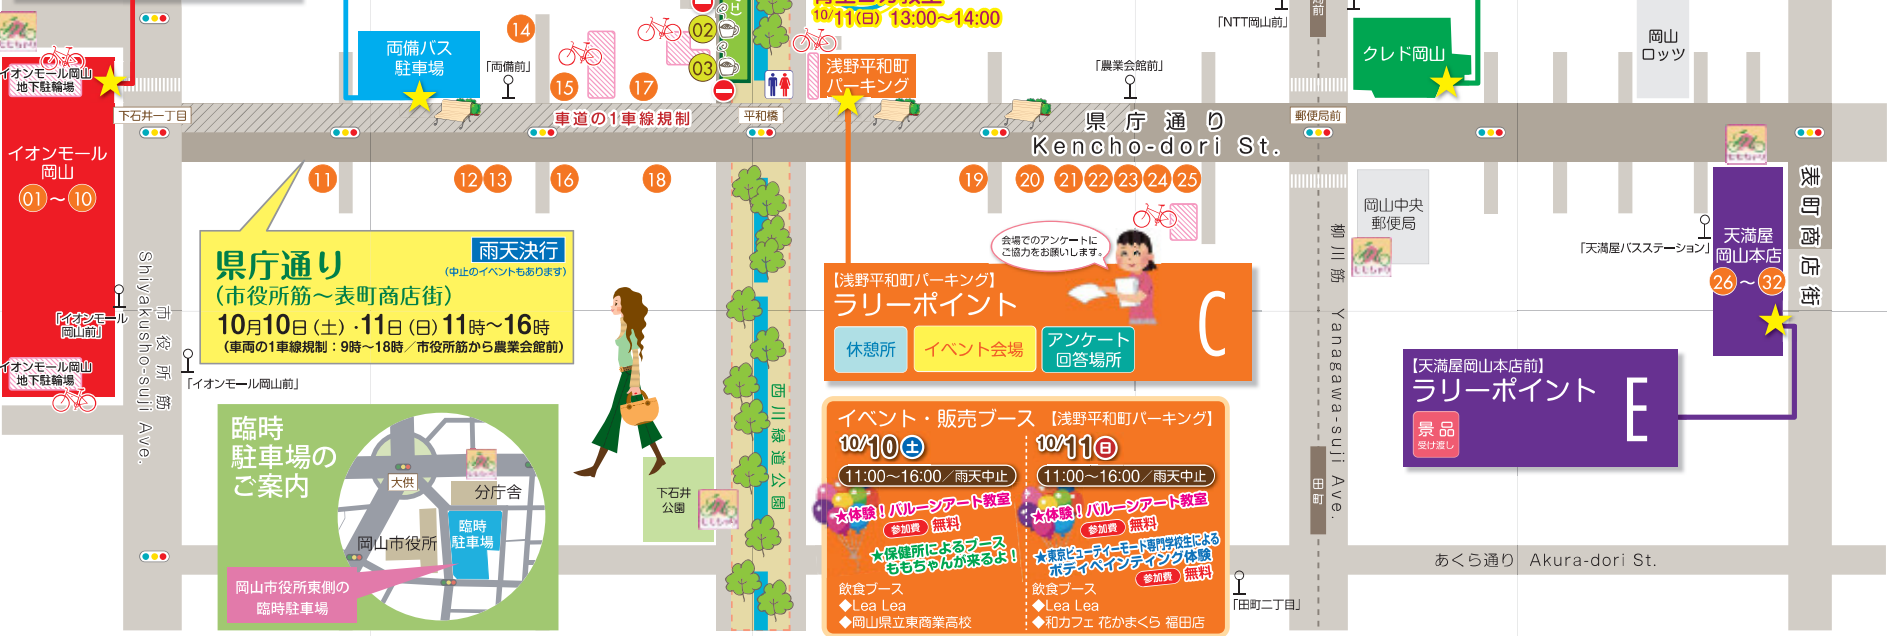 10/11(日) 13:00~14:00
「NTT岡山前」
クレド岡山
岡山
ロッツ
イオンモール岡山
地下駐輪場
両備バス
駐車場
「両備前」
14
15
17
02
03
浅野平和町
パーキング
「農業会館前」
下石井一丁目
車道の1車線規制
平和橋
県庁通り
Kencho-dori St.
郵便局前
イオンモール
岡山
01~10
11
12
13
16
18
19
20
21
22
23
24
25
岡山中央
郵便局
表町商店街
天満屋
岡山本店
26~32
「天満屋バスステーション」
県庁通り
雨天決行
(中止のイベントもあります)
(市役所筋~表町商店街)
10月10日(土)・11日(日)11時~16時
(車両の1車線規制:9時~18時/市役所筋から農業会館前)
会場でのアンケートに
ご協力をお願いします。
【浅野平和町パーキング】
ラリーポイント
C
休憩所
イベント会場
アンケート
回答場所
市役所筋
Shiyakusho-suji Ave.
「イオンモール
岡山前」
イオンモール岡山
地下駐輪場
「イオンモール岡山前」
柳川筋 Yanagawa-suji Ave.
【天満屋岡山本店前】
ラリーポイント
E
景品
受け渡し
臨時
駐車場の
ご案内
大供
分庁舎
臨時
駐車場
岡山市役所
岡山市役所東側の
臨時駐車場
下石井
公園
西川緑道公園
イベント・販売ブース 【浅野平和町パーキング】
10/10土
11:00~16:00/雨天中止
★体験!バルーンアート教室
参加費 無料
★保健所によるブース
ももちゃんが来るよ!
飲食ブース
◆Lea Lea
◆岡山県立東商業高校
10/11日
11:00~16:00/雨天中止
★体験!バルーンアート教室
参加費 無料
★東京ビューティーモード専門学校生による
ボディペインティング体験
参加費 無料
飲食ブース
◆Lea Lea
◆和カフェ 花かまくら 福田店
田町
「田町二丁目」
あくら通り Akura-dori St.